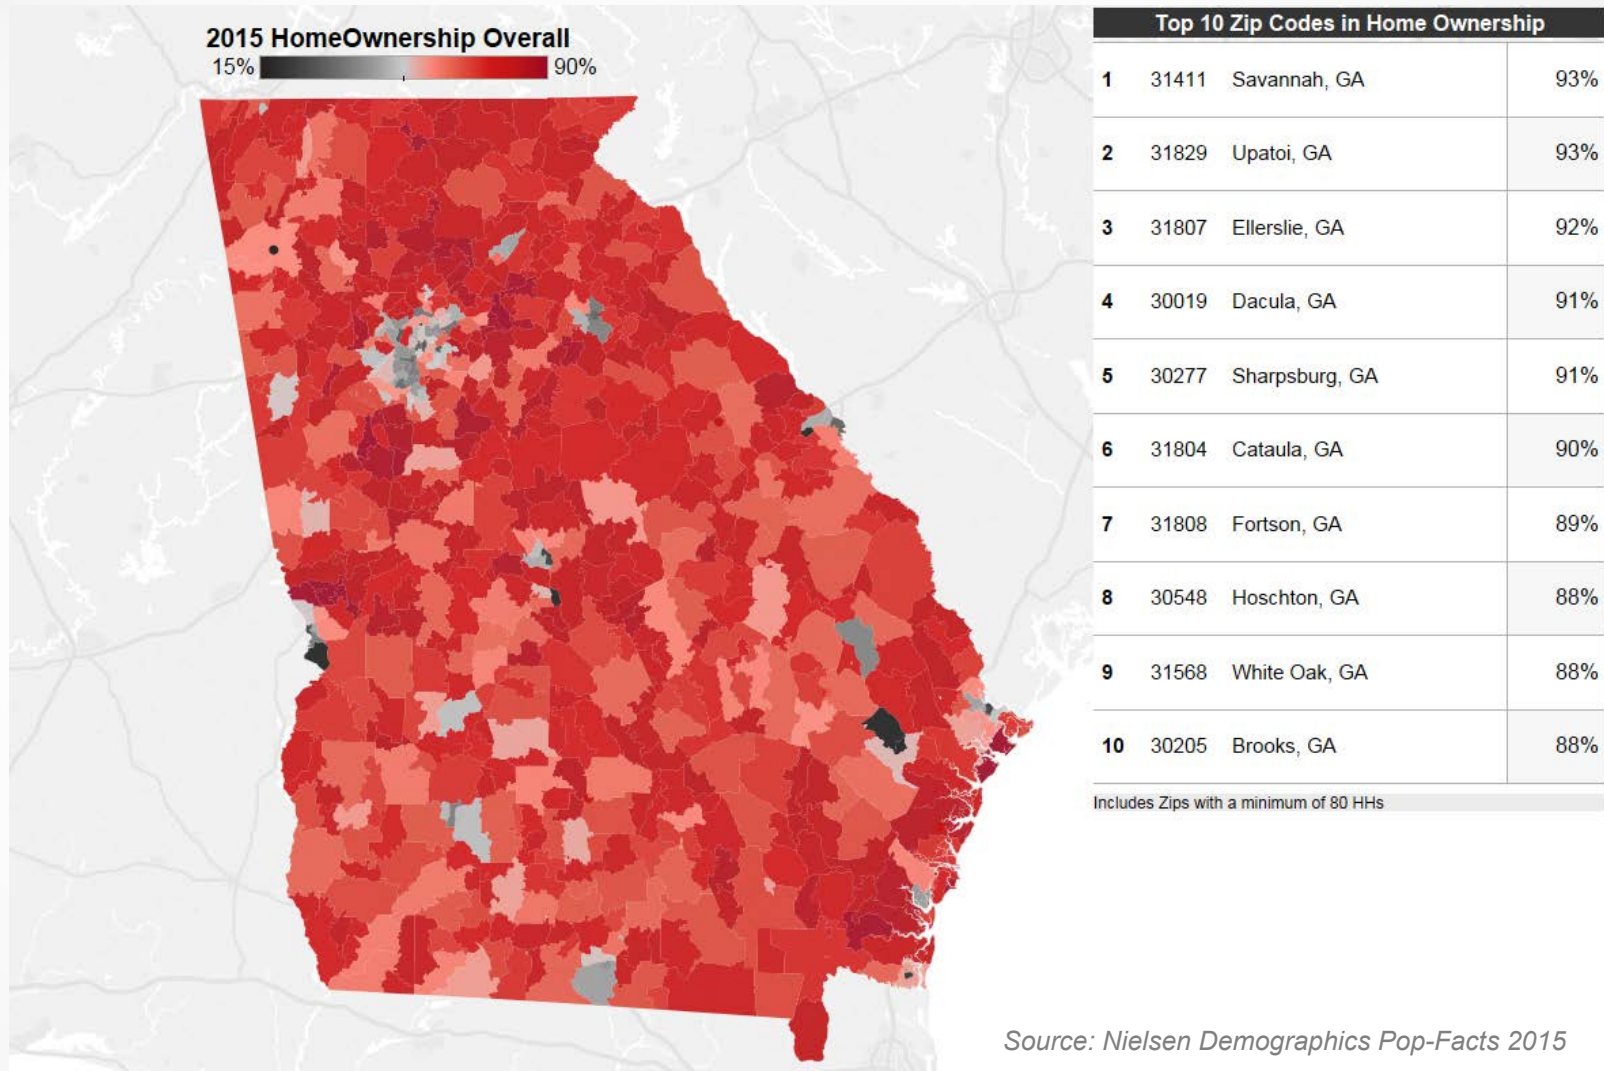 2015 HomeOwnership Overall
15% 90%
Top 10 Zip Codes in Home Ownership
1 31411 Savannah, GA 93%
2 31829 Upatoi, GA 93%
3 31807 Ellerslie, GA 92%
4 30019 Dacula, GA 91%
5 30277 Sharpsburg, GA 91%
6 31804 Cataula, GA 90%
7 31808 Fortson, GA 89%
8 30548 Hoschton, GA 88%
9 31568 White Oak, GA 88%
10 30205 Brooks, GA 88%
Includes Zips with a minimum of 80 HHs
Source: Nielsen Demographics Pop-Facts 2015